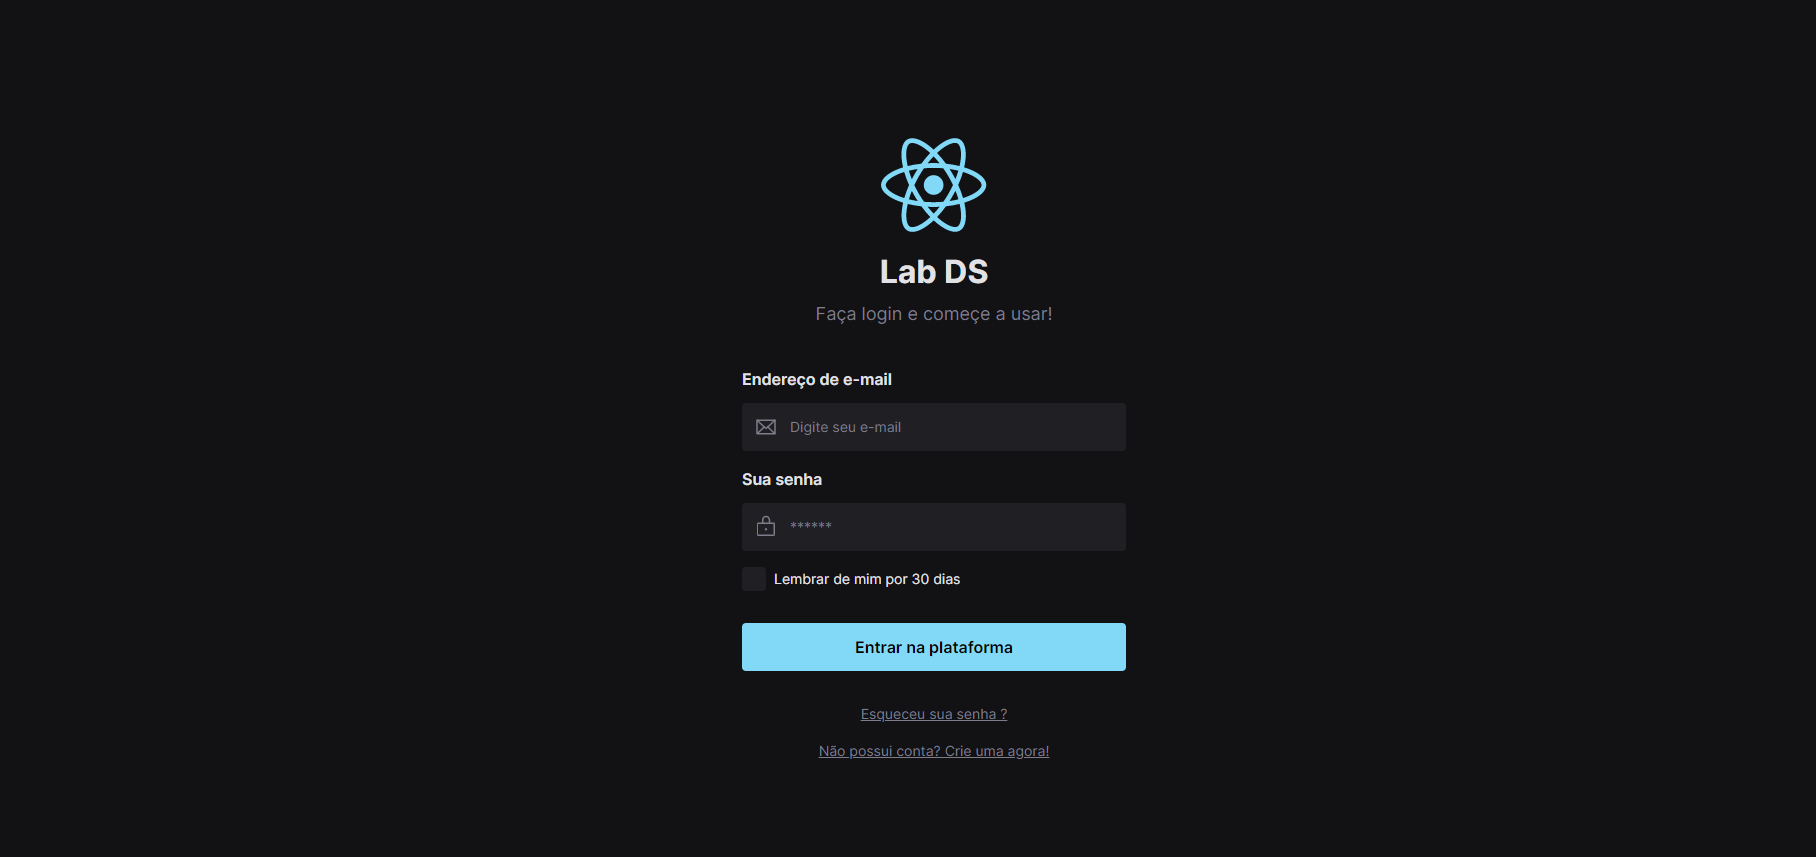 Lab DS
Faça login e começe a usar!
Endereço de e-mail
Digite seu e-mail
Sua senha
******
Lembrar de mim por 30 dias
Entrar na plataforma
Esqueceu sua senha ?
Não possui conta? Crie uma agora!